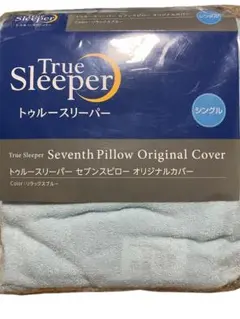 True
Sleeper
トゥルースリーパー
シングル
True Sleeper Seventh Pillow Original Cover
トゥルースリーパー セブンスピロー オリジナルカバー
Color : リラックスブルー